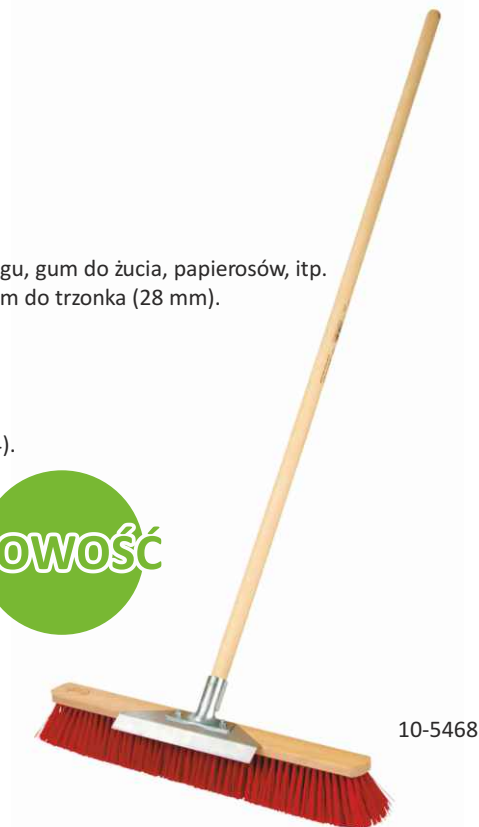 gu, gum do żucia, papierosów, itp.
m do trzonka (28 mm).
).
OWOŚĆ
10-5468